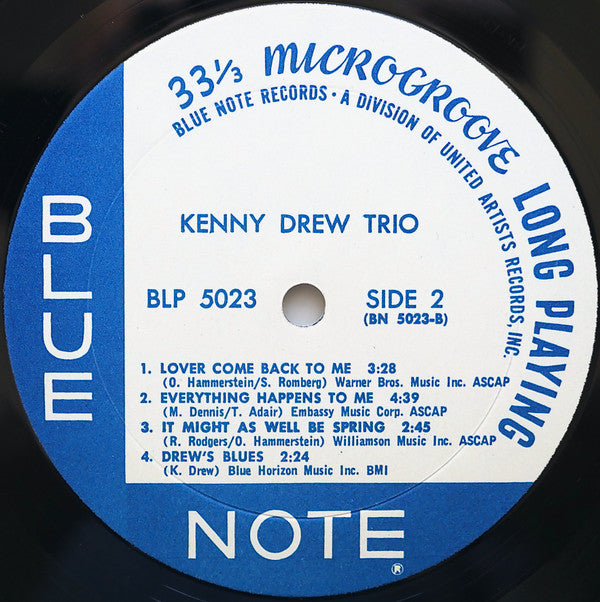 33⅓ MICROGROOVE LONG PLAYING
BLUE NOTE RECORDS • A DIVISION OF UNITED ARTISTS RECORDS, INC.
KENNY DREW TRIO
BLP 5023
SIDE 2
(BN 5023-B)
1. LOVER COME BACK TO ME 3:28
(O. Hammerstein/S. Romberg) Warner Bros. Music Inc. ASCAP
2. EVERYTHING HAPPENS TO ME 4:39
(M. Dennis/T. Adair) Embassy Music Corp. ASCAP
3. IT MIGHT AS WELL BE SPRING 2:45
(R. Rodgers/O. Hammerstein) Williamson Music Inc. ASCAP
4. DREW'S BLUES 2:24
(K. Drew) Blue Horizon Music Inc. BMI
BLUE
NOTE®